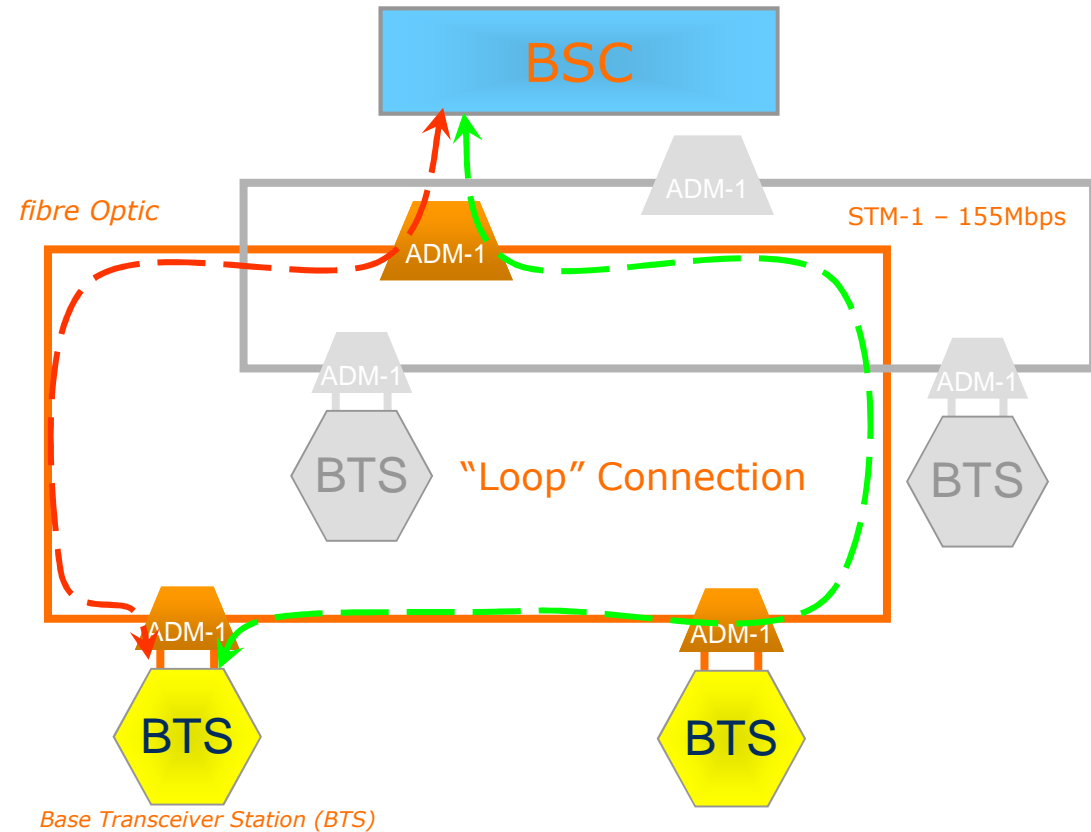 BSC
ADM-1
fibre Optic
STM-1 – 155Mbps
ADM-1
ADM-1
ADM-1
BTS
“Loop” Connection
BTS
ADM-1
ADM-1
BTS
BTS
Base Transceiver Station (BTS)